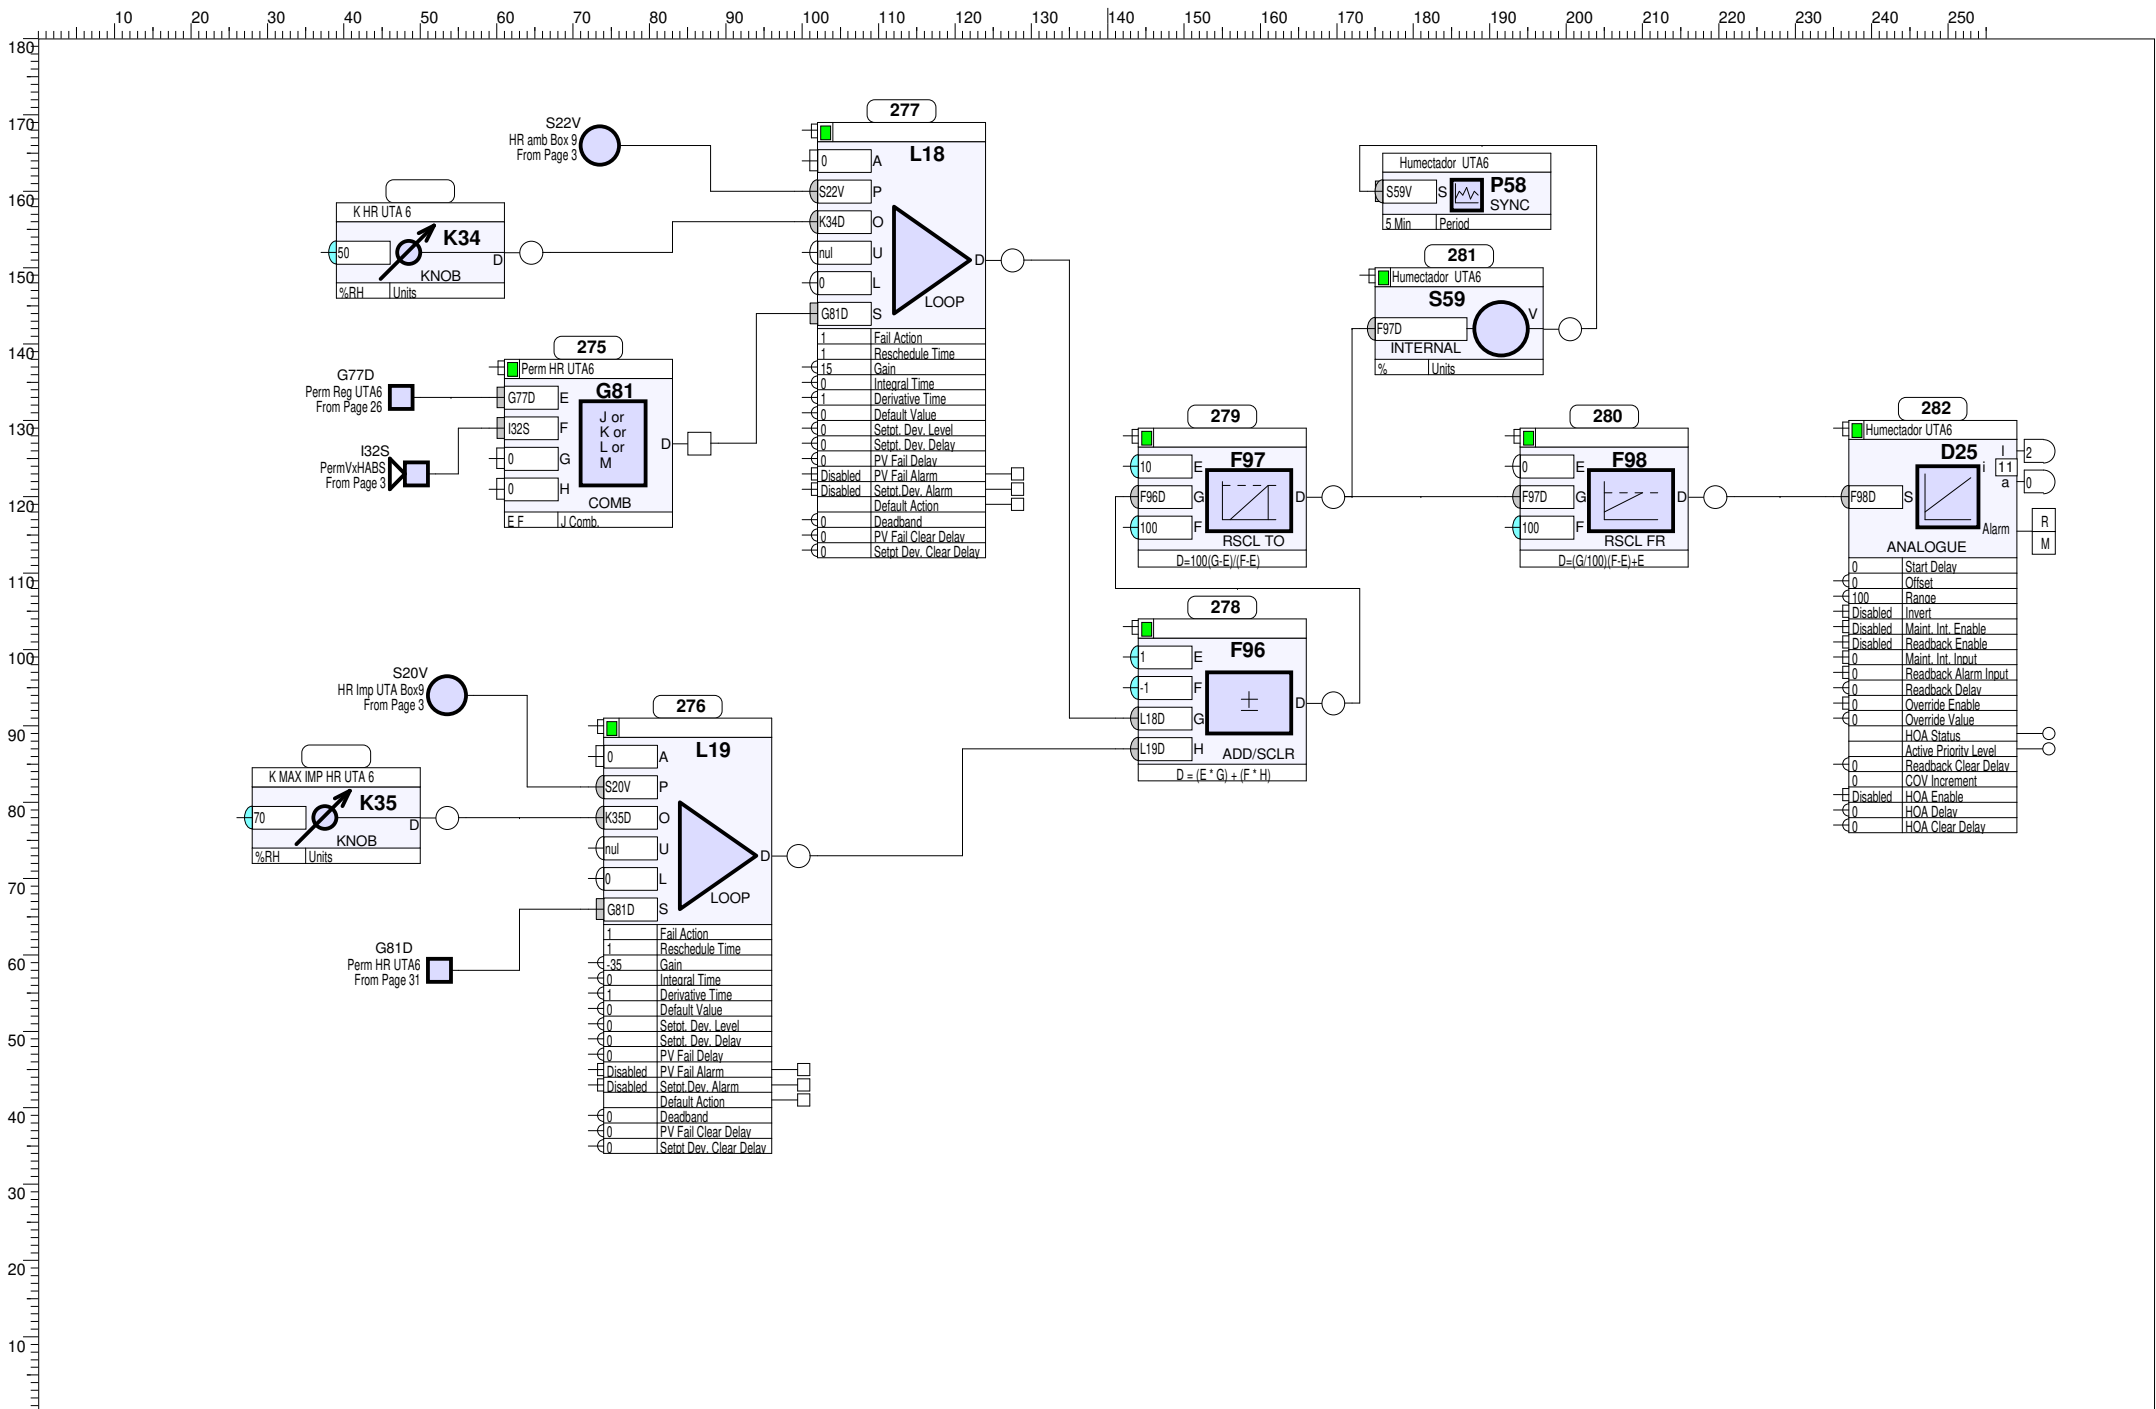 10 20 30 40 50 60 70 80 90 100 110 120 130 140 150 160 170 180 190 200 210 220 230 240 250
180
170
160
150
140
130
120
110
100
90
80
70
60
50
40
30
20
10
S22V
HR amb Box 9
From Page 3
K HR UTA 6
50
K34
D
KNOB
%RH Units
G77D
Perm Reg UTA6
From Page 26
I32S
PermVxHABS
From Page 3
275
Perm HR UTA6
G81
G77D E
I32S F
0 G
0 H
J or
K or
L or
M
D
COMB
E F J Comb.
277
L18
0 A
S22V P
K34D O
nul U
0 L
G81D S
D
LOOP
1 Fail Action
1 Reschedule Time
15 Gain
0 Integral Time
1 Derivative Time
0 Default Value
0 Setpt. Dev. Level
0 Setpt. Dev. Delay
0 PV Fail Delay
Disabled PV Fail Alarm
Disabled Setpt.Dev. Alarm
Default Action
0 Deadband
0 PV Fail Clear Delay
0 Setpt Dev. Clear Delay
S20V
HR Imp UTA Box9
From Page 3
K MAX IMP HR UTA 6
70
K35
D
KNOB
%RH Units
G81D
Perm HR UTA6
From Page 31
276
L19
0 A
S20V P
K35D O
nul U
0 L
G81D S
D
LOOP
1 Fail Action
1 Reschedule Time
-35 Gain
0 Integral Time
1 Derivative Time
0 Default Value
0 Setpt. Dev. Level
0 Setpt. Dev. Delay
0 PV Fail Delay
Disabled PV Fail Alarm
Disabled Setpt.Dev. Alarm
Default Action
0 Deadband
0 PV Fail Clear Delay
0 Setpt Dev. Clear Delay
279
F97
10 E
F96D G
100 F
D
RSCL TO
D=100(G-E)/(F-E)
278
F96
1 E
-1 F
L18D G
L19D H
±
D
ADD/SCLR
D = (E * G) + (F * H)
Humectador UTA6
S59V S
P58
SYNC
5 Min Period
281
Humectador UTA6
S59
F97D
V
INTERNAL
% Units
280
F98
0 E
F97D G
100 F
D
RSCL FR
D=(G/100)(F-E)+E
282
Humectador UTA6
D25
I 2
i 11
a 0
F98D S
Alarm
R
M
ANALOGUE
0 Start Delay
0 Offset
100 Range
Disabled Invert
Disabled Maint. Int. Enable
Disabled Readback Enable
0 Maint. Int. Input
0 Readback Alarm Input
0 Readback Delay
0 Override Enable
0 Override Value
HOA Status
Active Priority Level
0 Readback Clear Delay
0 COV Increment
Disabled HOA Enable
0 HOA Delay
0 HOA Clear Delay